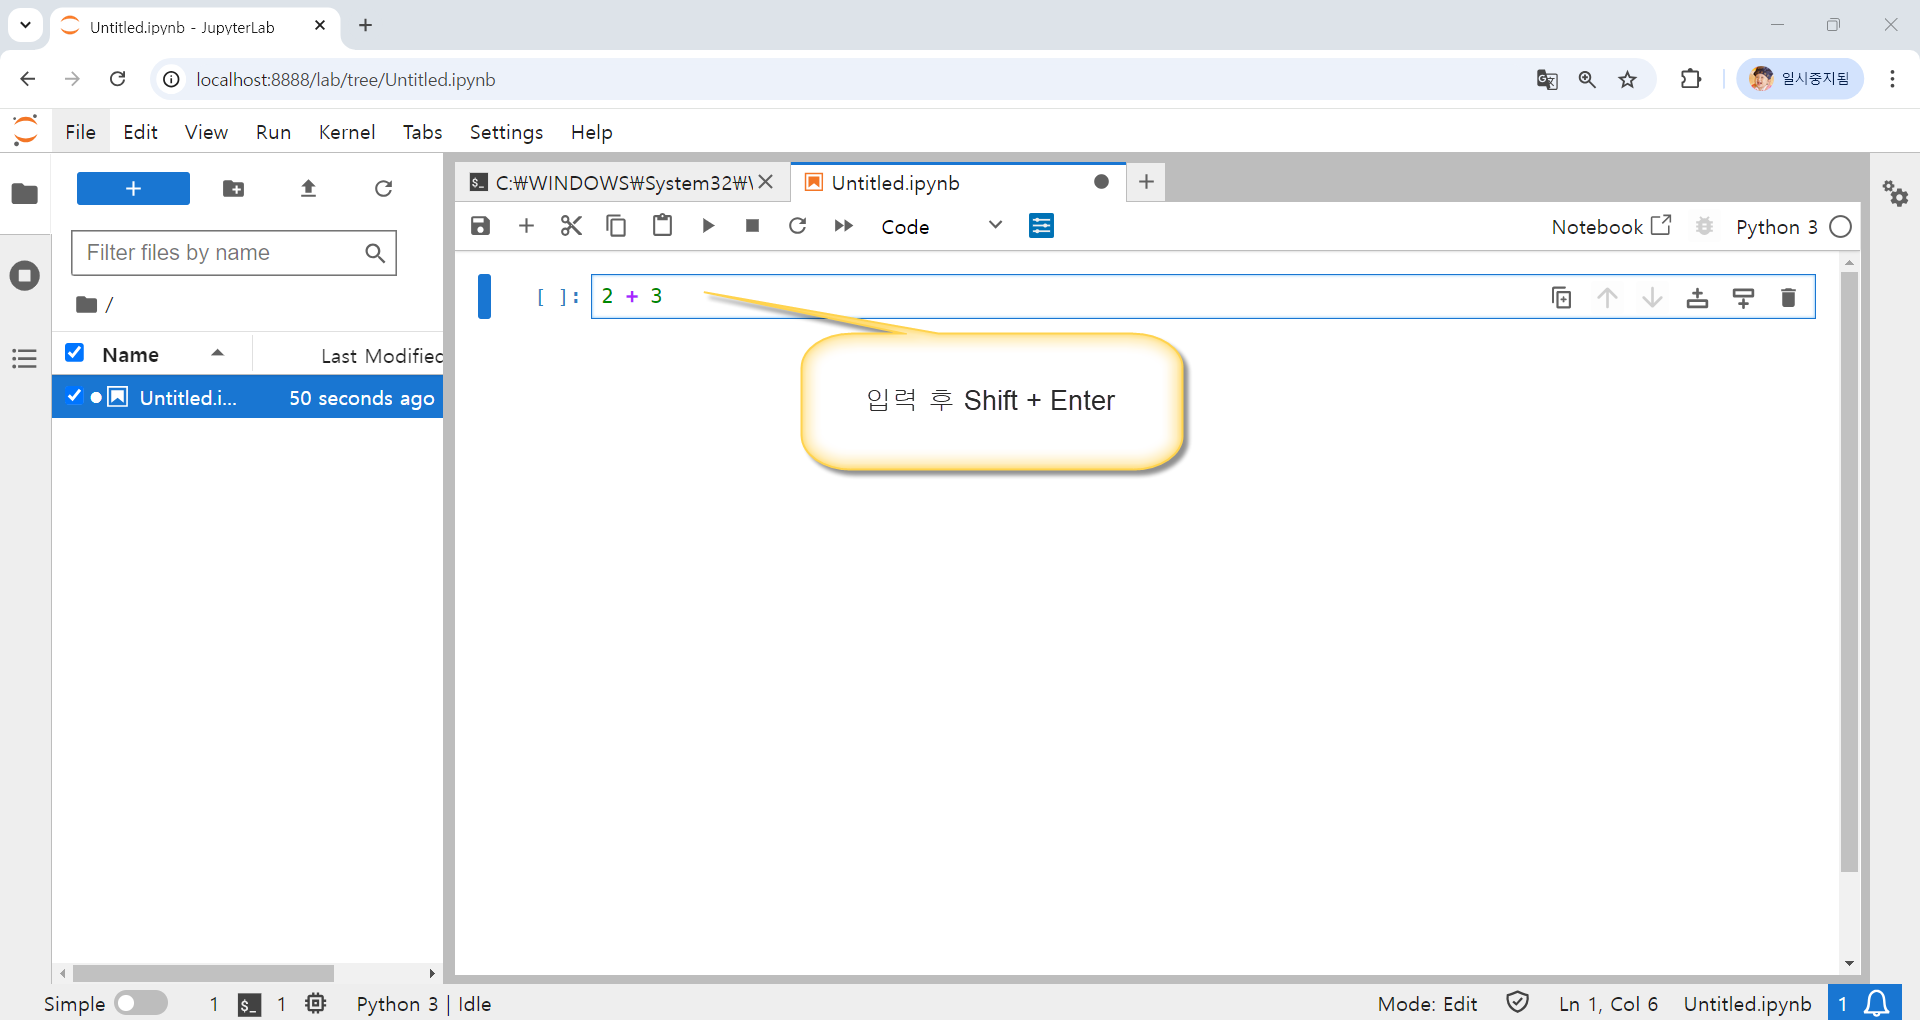 Untitled.ipynb - JupyterLab
localhost:8888/lab/tree/Untitled.ipynb
일시중지됨
File Edit View Run Kernel Tabs Settings Help
C:₩WINDOWS₩System32₩\
Untitled.ipynb
Code
Notebook
Python 3
Filter files by name
/
Name
Last Modified
Untitled.i...
50 seconds ago
[ ]:
2 + 3
입력 후 Shift + Enter
Simple
1
$_
1
Python 3 | Idle
Mode: Edit
Ln 1, Col 6
Untitled.ipynb
1